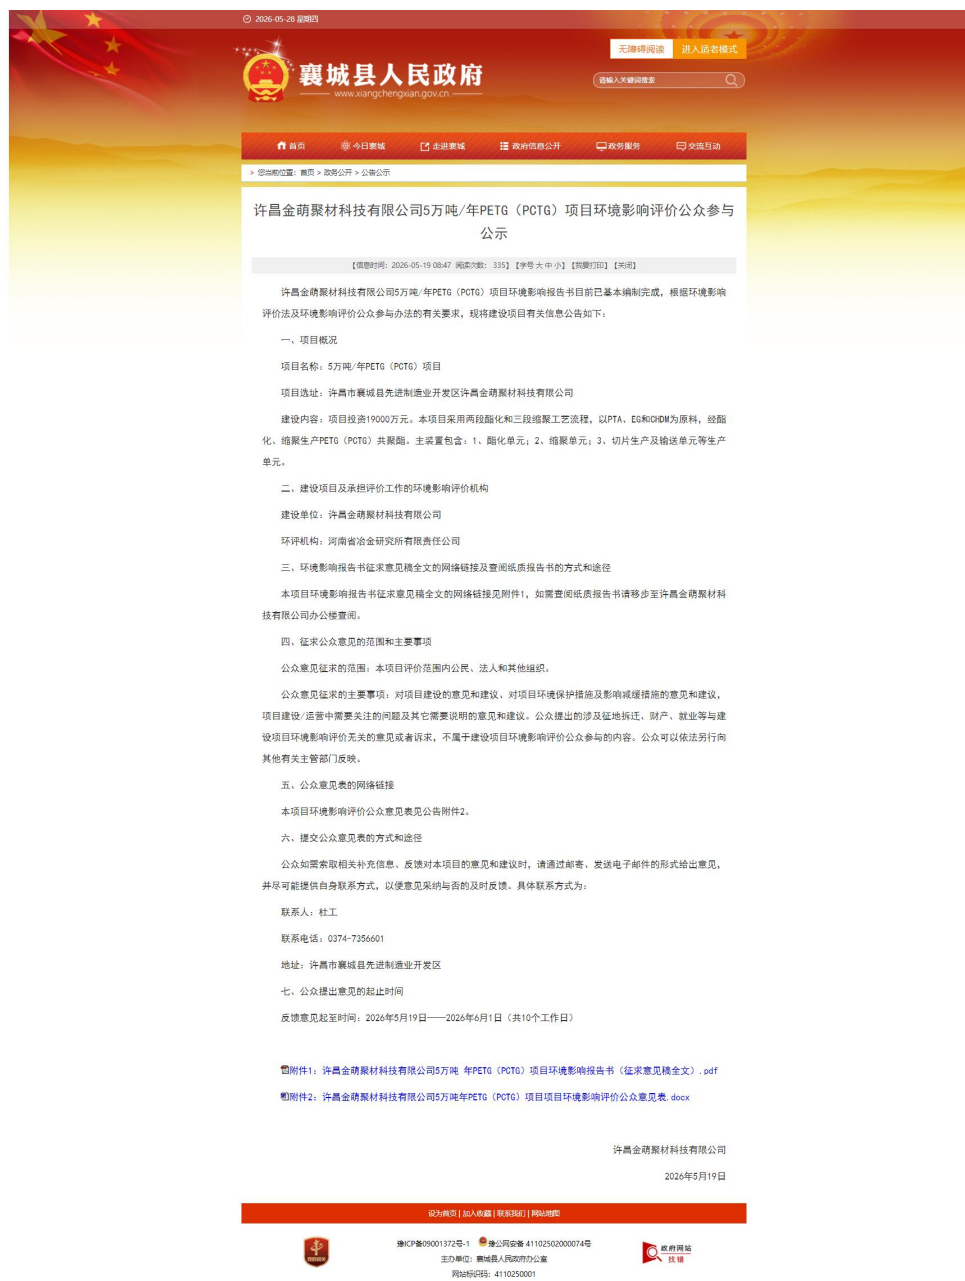 2026-05-28 星期四
无障碍阅读 进入适老模式
襄城县人民政府
www.xiangchengxian.gov.cn
请输入关键词搜索
首页 今日襄城 走进襄城 政府信息公开 政务服务 交流互动
> 您当前位置：首页 > 政务公开 > 公告公示
许昌金萌聚材科技有限公司5万吨/年PETG（PCTG）项目环境影响评价公众参与
公示
【信息时间：2026-05-19 08:47 阅读次数： 335】【字号 大 中 小】【我要打印】【关闭】
许昌金萌聚材科技有限公司5万吨/年PETG（PCTG）项目环境影响报告书目前已基本编制完成，根据环境影响
评价法及环境影响评价公众参与办法的有关要求，现将建设项目有关信息公告如下：
一、项目概况
项目名称：5万吨/年PETG（PCTG）项目
项目选址：许昌市襄城县先进制造业开发区许昌金萌聚材科技有限公司
建设内容：项目投资19000万元。本项目采用两段酯化和三段缩聚工艺流程，以PTA、EG和CHDM为原料，经酯
化、缩聚生产PETG（PCTG）共聚酯。主装置包含：1、酯化单元；2、缩聚单元；3、切片生产及输送单元等生产
单元。
二、建设项目及承担评价工作的环境影响评价机构
建设单位：许昌金萌聚材科技有限公司
环评机构：河南省冶金研究所有限责任公司
三、环境影响报告书征求意见稿全文的网络链接及查阅纸质报告书的方式和途径
本项目环境影响报告书征求意见稿全文的网络链接见附件1，如需查阅纸质报告书请移步至许昌金萌聚材科
技有限公司办公楼查阅。
四、征求公众意见的范围和主要事项
公众意见征求的范围：本项目评价范围内公民、法人和其他组织。
公众意见征求的主要事项：对项目建设的意见和建议、对项目环境保护措施及影响减缓措施的意见和建议，
项目建设/运营中需要关注的问题及其它需要说明的意见和建议。公众提出的涉及征地拆迁、财产、就业等与建
设项目环境影响评价无关的意见或者诉求，不属于建设项目环境影响评价公众参与的内容。公众可以依法另行向
其他有关主管部门反映。
五、公众意见表的网络链接
本项目环境影响评价公众意见表见公告附件2。
六、提交公众意见表的方式和途径
公众如需索取相关补充信息、反馈对本项目的意见和建议时，请通过邮寄、发送电子邮件的形式给出意见，
并尽可能提供自身联系方式，以便意见采纳与否的及时反馈。具体联系方式为：
联系人：杜工
联系电话：0374-7356601
地址：许昌市襄城县先进制造业开发区
七、公众提出意见的起止时间
反馈意见起至时间：2026年5月19日——2026年6月1日（共10个工作日）
附件1：许昌金萌聚材科技有限公司5万吨 年PETG（PCTG）项目环境影响报告书（征求意见稿全文）.pdf
附件2：许昌金萌聚材科技有限公司5万吨年PETG（PCTG）项目项目环境影响评价公众意见表.docx
许昌金萌聚材科技有限公司
2026年5月19日
设为首页 | 加入收藏 | 联系我们 | 网站地图
豫ICP备09001372号-1 豫公网安备 41102502000074号
主办单位：襄城县人民政府办公室
网站标识码：4110250001
政府网站
找错